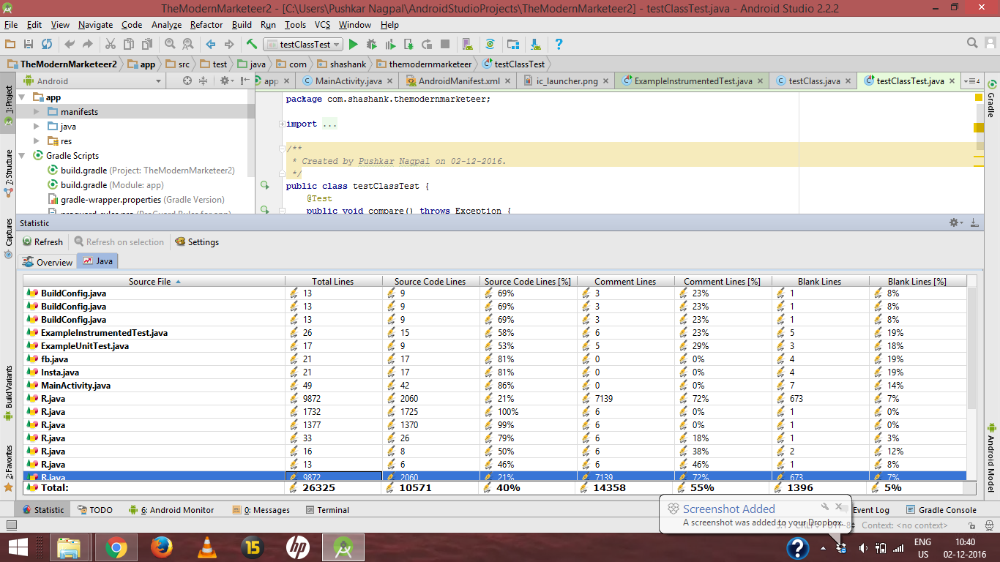 TheModernMarketeer2 - [C:\Users\Pushkar Nagpal\AndroidStudioProjects\TheModernMarketeer2] - testClassTest.java - Android Studio 2.2.2
File Edit View Navigate Code Analyze Refactor Build Run Tools VCS Window Help
testClassTest
TheModernMarketeer2 app src test java com shashank themodernmarketeer testClassTest
Android app MainActivity.java AndroidManifest.xml ic_launcher.png ExampleInstrumentedTest.java testClass.java testClassTest.java 4
1: Project
7: Structure
Captures
Build Variants
2: Favorites
app
manifests
java
res
Gradle Scripts
build.gradle (Project: TheModernMarketeer2)
build.gradle (Module: app)
gradle-wrapper.properties (Gradle Version)
proguard-rules.pro (ProGuard Rules for app)
package com.shashank.themodernmarketeer;
import ...
/**
* Created by Pushkar Nagpal on 02-12-2016.
*/
public class testClassTest {
@Test
public void compare() throws Exception {
Gradle
Android Model
Statistic
Refresh Refresh on selection Settings
Overview Java
Source File Total Lines Source Code Lines Source Code Lines [%] Comment Lines Comment Lines [%] Blank Lines Blank Lines [%]
BuildConfig.java 13 9 69% 3 23% 1 8%
BuildConfig.java 13 9 69% 3 23% 1 8%
BuildConfig.java 13 9 69% 3 23% 1 8%
ExampleInstrumentedTest.java 26 15 58% 6 23% 5 19%
ExampleUnitTest.java 17 9 53% 5 29% 3 18%
fb.java 21 17 81% 0 0% 4 19%
Insta.java 21 17 81% 0 0% 4 19%
MainActivity.java 49 42 86% 0 0% 7 14%
R.java 9872 2060 21% 7139 72% 673 7%
R.java 1732 1725 100% 6 0% 1 0%
R.java 1377 1370 99% 6 0% 1 0%
R.java 33 26 79% 6 18% 1 3%
R.java 16 8 50% 6 38% 2 12%
R.java 13 6 46% 6 46% 1 8%
R.java 9872 2060 21% 7139 72% 673 7%
Total: 26325 10571 40% 14358 55% 1396 5%
Statistic TODO 6: Android Monitor 0: Messages Terminal Event Log Gradle Console
Screenshot Added
A screenshot was added to your Dropbox.
Context: <no context>
15 hp ? ENG
US
10:40
02-12-2016